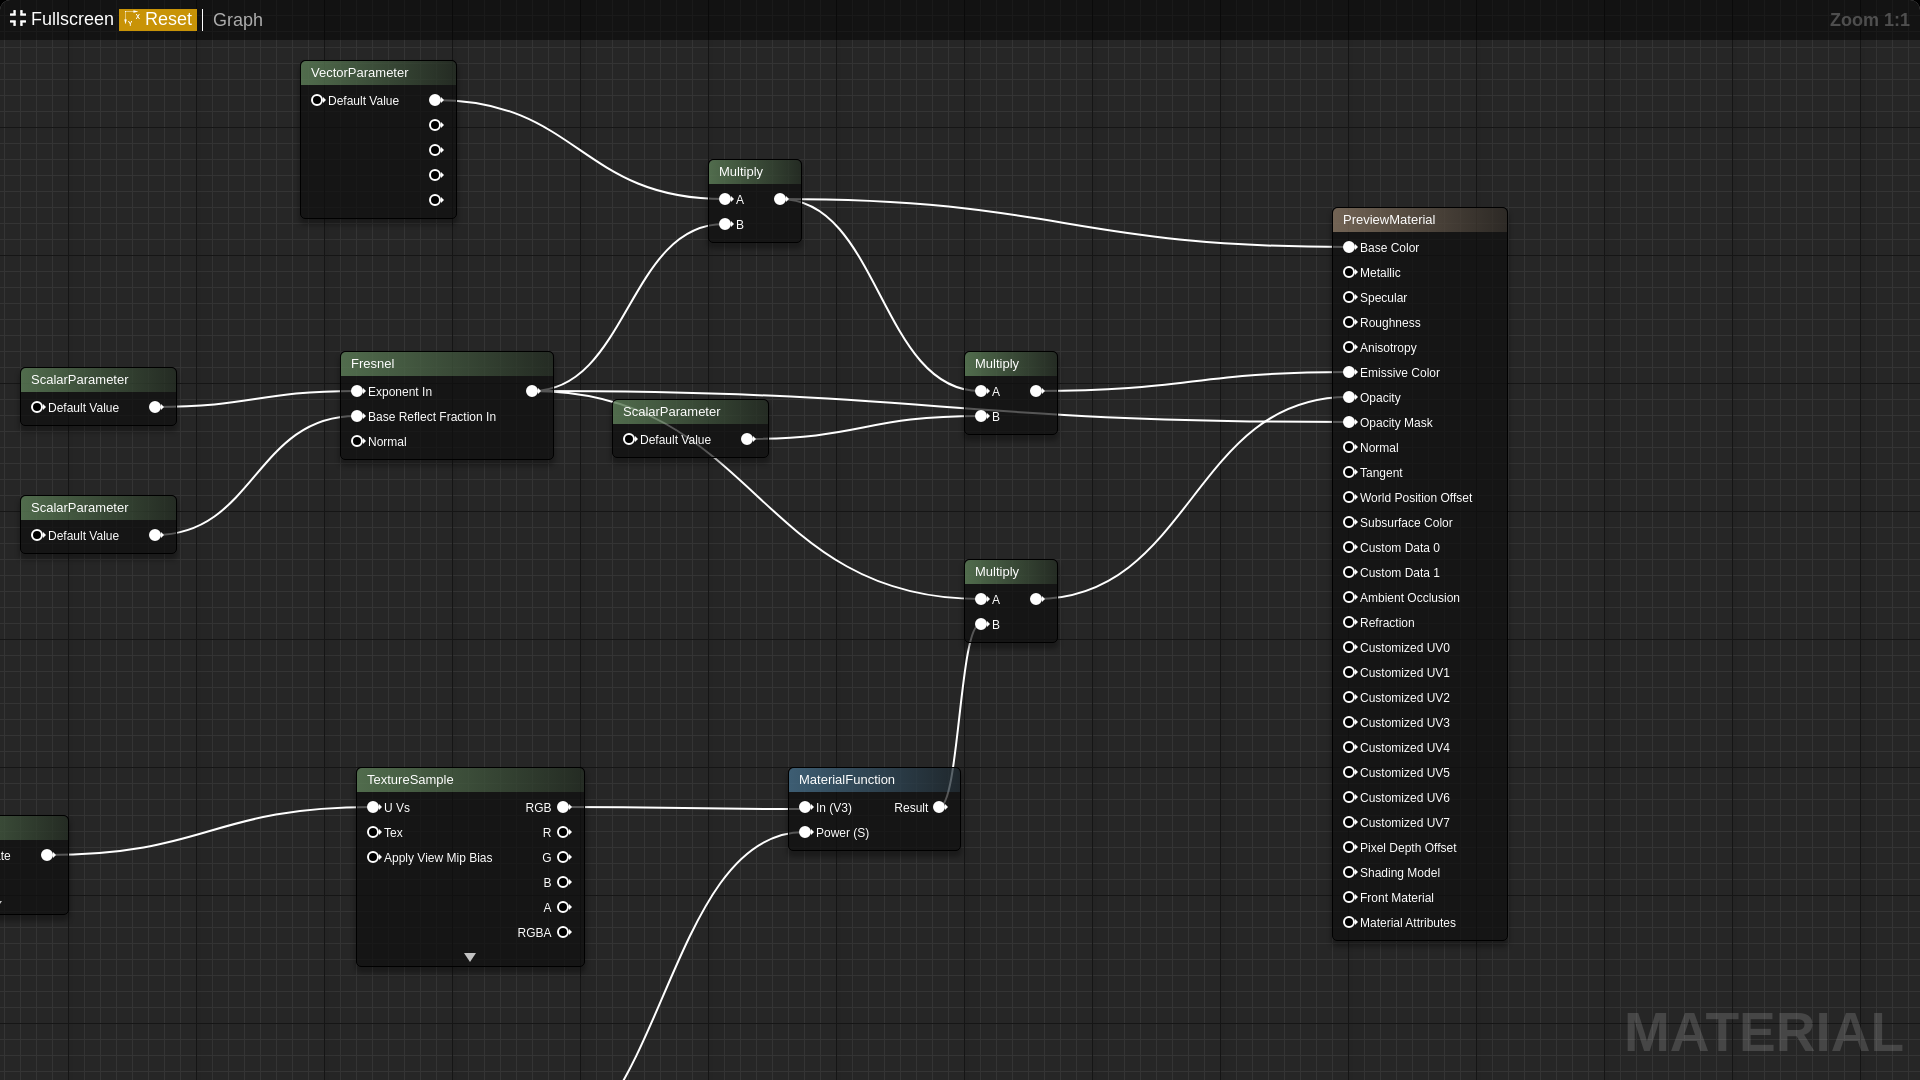 Fullscreen Reset Graph
Zoom 1:1
VectorParameter
Default Value
Multiply
A
B
PreviewMaterial
Base Color
Metallic
Specular
Roughness
Anisotropy
Emissive Color
Opacity
Opacity Mask
Normal
Tangent
World Position Offset
Subsurface Color
Custom Data 0
Custom Data 1
Ambient Occlusion
Refraction
Customized UV0
Customized UV1
Customized UV2
Customized UV3
Customized UV4
Customized UV5
Customized UV6
Customized UV7
Pixel Depth Offset
Shading Model
Front Material
Material Attributes
ScalarParameter
Default Value
Fresnel
Exponent In
Base Reflect Fraction In
Normal
ScalarParameter
Default Value
Multiply
A
B
ScalarParameter
Default Value
Multiply
A
B
TextureSample
U Vs RGB
Tex R
Apply View Mip Bias G
B
A
RGBA
MaterialFunction
In (V3) Result
Power (S)
te
MATERIAL